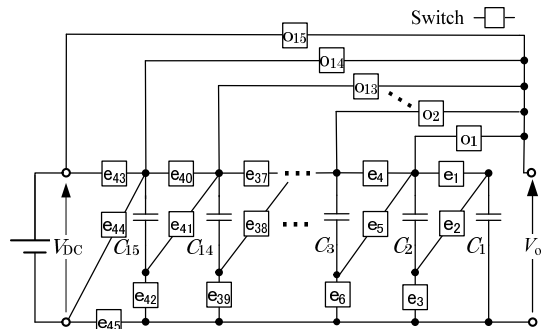 Switch
o15
o14
o13
o2
o1
e43 e40 e37 e4 e1
e44 e41 e38 e5 e2
VDC C15 C14 C3 C2 C1 Vo
e42 e39 e6 e3
e45